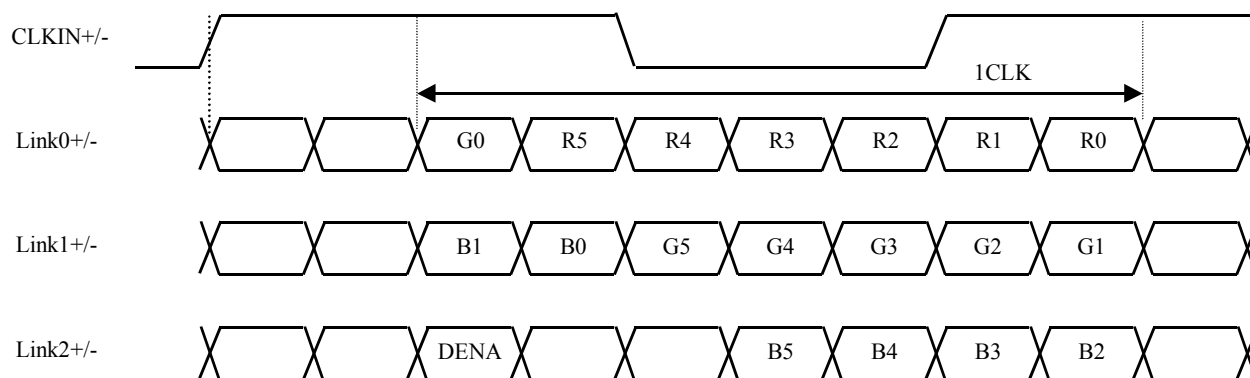 CLKIN+/-
1CLK
Link0+/- G0 R5 R4 R3 R2 R1 R0
Link1+/- B1 B0 G5 G4 G3 G2 G1
Link2+/- DENA B5 B4 B3 B2